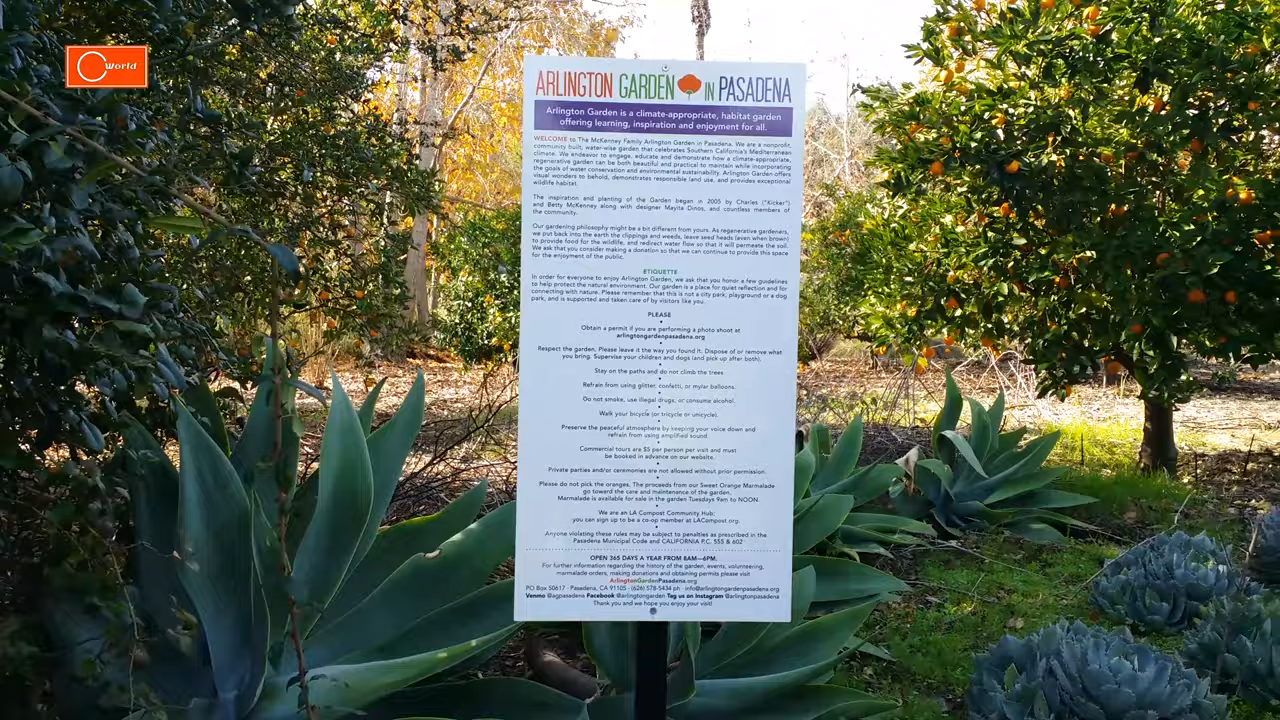 C World
ARLINGTON GARDEN IN PASADENA
Arlington Garden is a climate-appropriate, habitat garden
offering learning, inspiration and enjoyment for all.
WELCOME to The McKenney Family Arlington Garden in Pasadena. We are a nonprofit,
community built, water-wise garden that celebrates Southern California's Mediterranean
climate. We endeavor to engage, educate and demonstrate how a climate-appropriate,
regenerative garden can be both beautiful and practical to maintain while incorporating
the goals of water conservation and environmental sustainability. Arlington Garden offers
visual wonders to behold, demonstrates responsible land use, and provides exceptional
wildlife habitat.
The inspiration and planting of the Garden began in 2005 by Charles ("Kicker")
and Betty McKenney along with designer Mayita Dinos, and countless members of
the community.
Our gardening philosophy might be a bit different from yours. As regenerative gardeners,
we put back into the earth the clippings and weeds, leave seed heads (even when brown)
to provide food for the wildlife, and redirect water flow so that it will permeate the soil.
We ask that you consider making a donation so that we can continue to provide this space
for the enjoyment of the public.
ETIQUETTE
In order for everyone to enjoy Arlington Garden, we ask that you honor a few guidelines
to help protect the natural environment. Our garden is a place for quiet reflection and for
connecting with nature. Please remember that this is not a city park, playground or a dog
park, and is supported and taken care of by visitors like you.
PLEASE
Obtain a permit if you are performing a photo shoot at
arlingtongardenpasadena.org
Respect the garden. Please leave it the way you found it. Dispose of or remove what
you bring. Supervise your children and dogs (and pick up after both).
Stay on the paths and do not climb the trees.
Refrain from using glitter, confetti, or mylar balloons.
Do not smoke, use illegal drugs, or consume alcohol.
Walk your bicycle (or tricycle or unicycle).
Preserve the peaceful atmosphere by keeping your voice down and
refrain from using amplified sound.
Commercial tours are $5 per person per visit and must
be booked in advance on our website.
Private parties and/or ceremonies are not allowed without prior permission.
Please do not pick the oranges. The proceeds from our Sweet Orange Marmalade
go toward the care and maintenance of the garden.
Marmalade is available for sale in the garden Tuesdays 9am to NOON.
We are an LA Compost Community Hub;
you can sign up to be a co-op member at LACompost.org.
Anyone violating these rules may be subject to penalties as prescribed in the
Pasadena Municipal Code and CALIFORNIA P.C. 555 & 602
OPEN 365 DAYS A YEAR FROM 8AM—6PM.
For further information regarding the history of the garden, events, volunteering,
marmalade orders, making donations and obtaining permits please visit
ArlingtonGardenPasadena.org
PO Box 50617 · Pasadena, CA 91105 · (626) 578-5434 ph · info@arlingtongardenpasadena.org
Venmo @agpasadena Facebook @arlingtongarden Tag us on Instagram @arlingtonpasadena
Thank you and we hope you enjoy your visit!